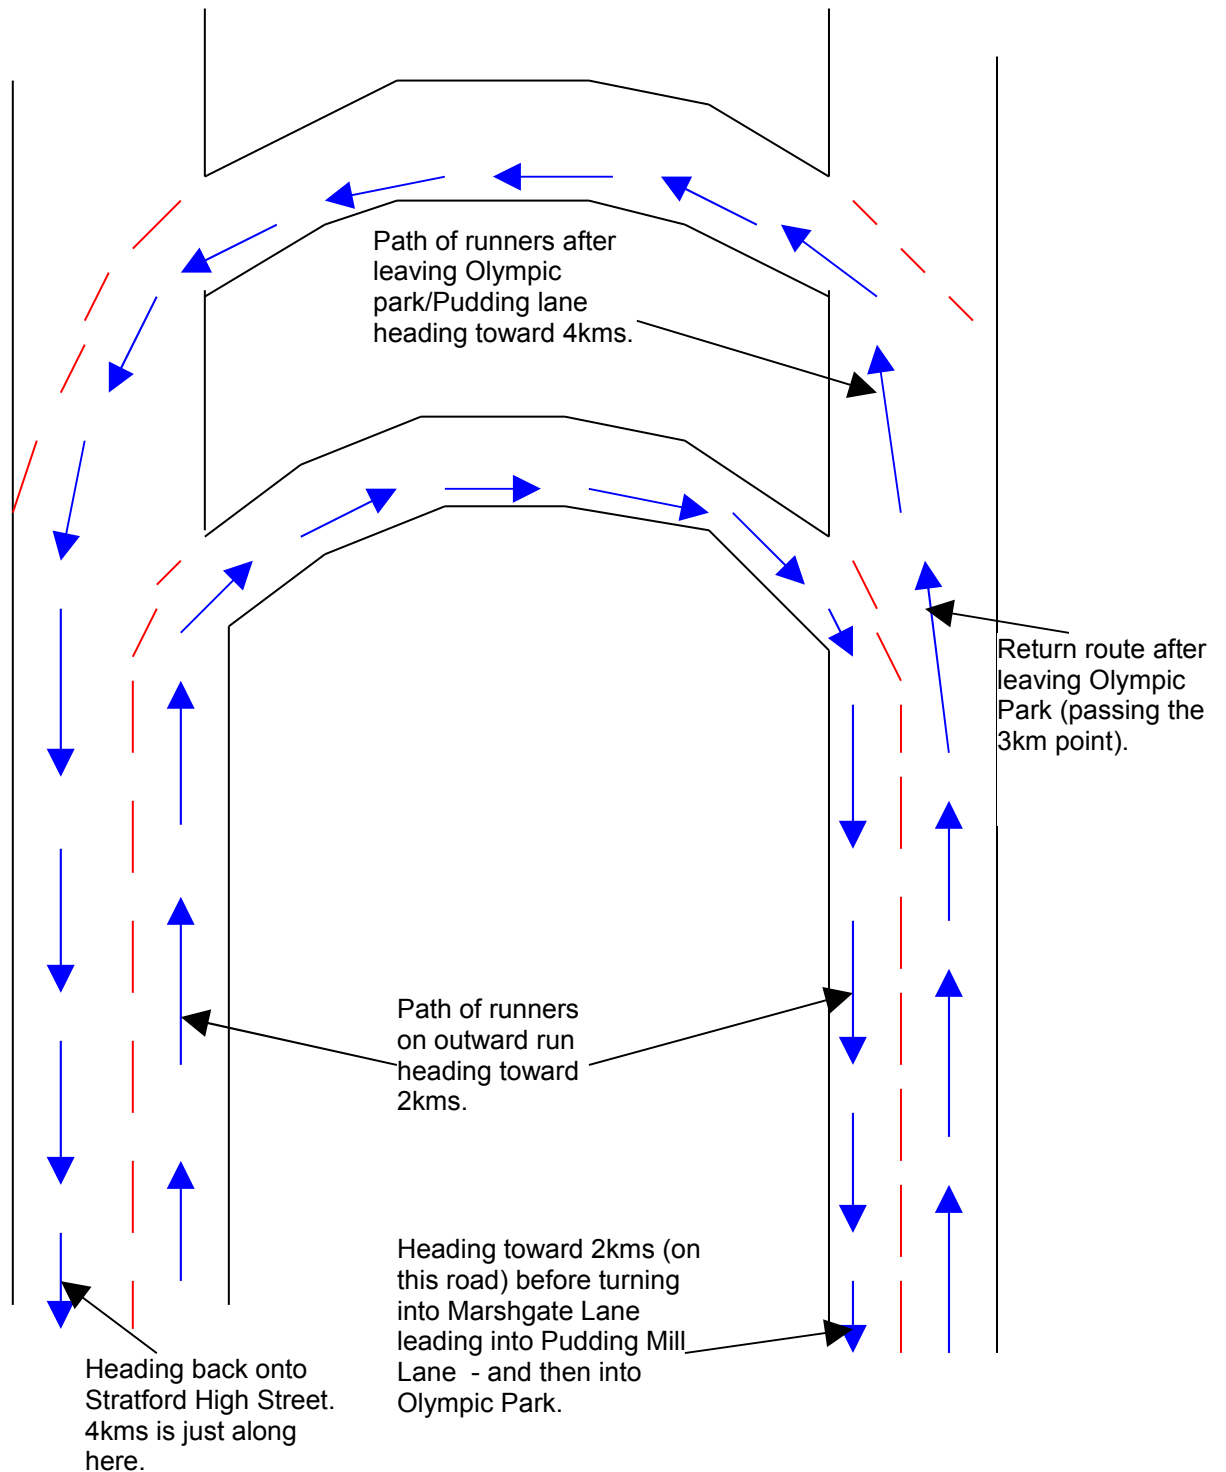 Path of runners after
leaving Olympic
park/Pudding lane
heading toward 4kms.
Return route after
leaving Olympic
Park (passing the
3km point).
Path of runners
on outward run
heading toward
2kms.
Heading toward 2kms (on
this road) before turning
into Marshgate Lane
leading into Pudding Mill
Lane  - and then into
Olympic Park.
Heading back onto
Stratford High Street.
4kms is just along
here.